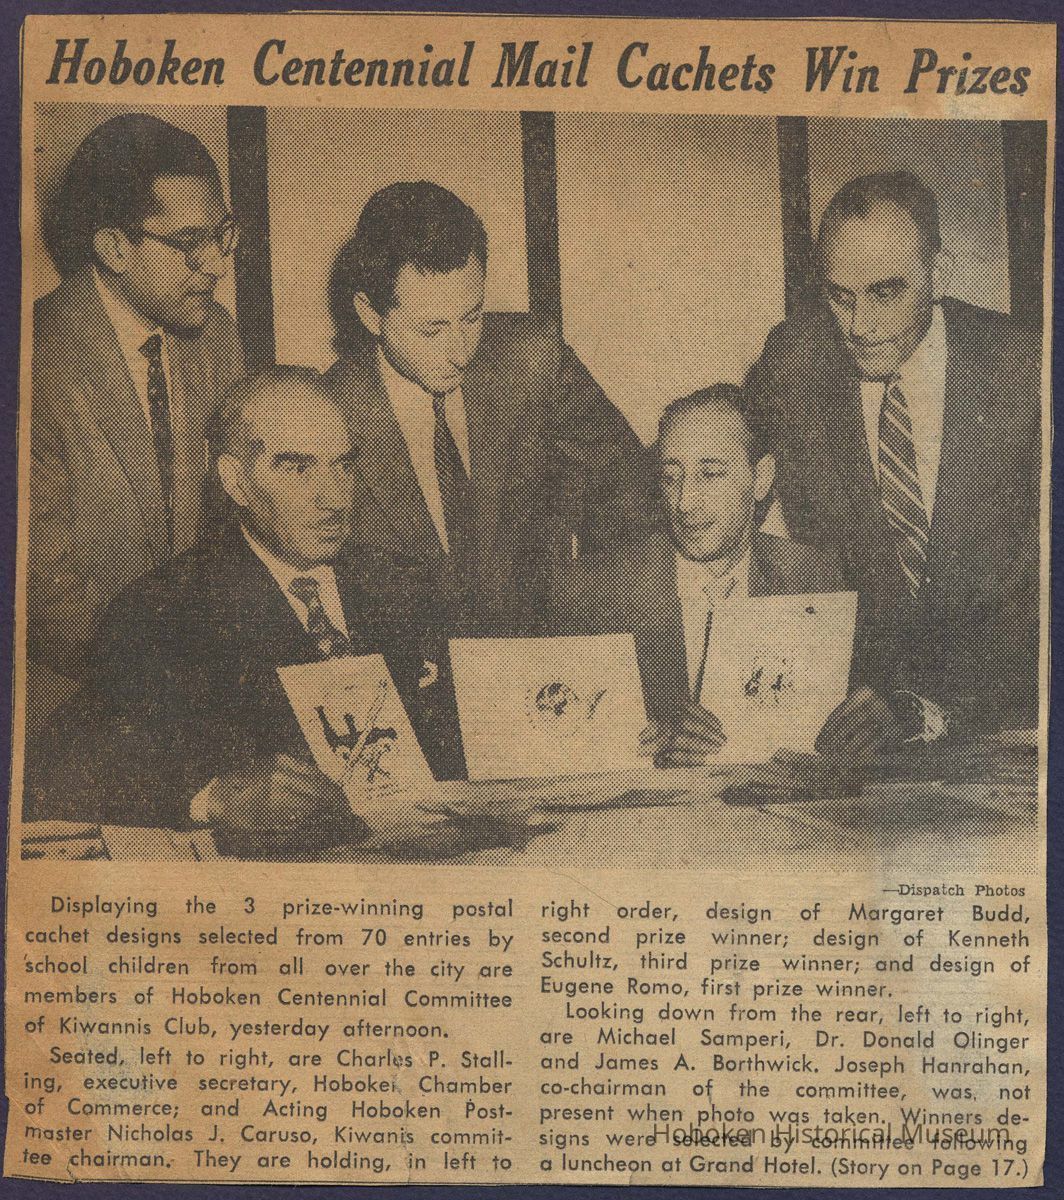 Hoboken Centennial Mail Cachets Win Prizes
—Dispatch Photos
Displaying the 3 prize-winning postal
cachet designs selected from 70 entries by
school children from all over the city are
members of Hoboken Centennial Committee
of Kiwannis Club, yesterday afternoon.
Seated, left to right, are Charles P. Stall-
ing, executive secretary, Hoboken Chamber
of Commerce; and Acting Hoboken Post-
master Nicholas J. Caruso, Kiwanis commit-
tee chairman. They are holding, in left to
right order, design of Margaret Budd,
second prize winner; design of Kenneth
Schultz, third prize winner; and design of
Eugene Romo, first prize winner.
Looking down from the rear, left to right,
are Michael Samperi, Dr. Donald Olinger
and James A. Borthwick. Joseph Hanrahan,
co-chairman of the committee, was not
present when photo was taken. Winners de-
signs were selected by committee following
a luncheon at Grand Hotel. (Story on Page 17.)
Hoboken Historical Museum